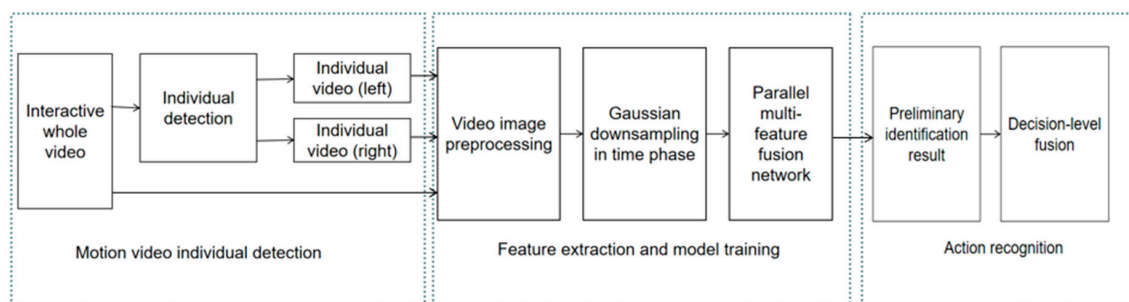 Interactive
whole
video
Individual
detection
Individual
video (left)
Individual
video (right)
Motion video individual detection
Video image
preprocessing
Gaussian
downsampling
in time phase
Parallel
multi-
feature
fusion
network
Feature extraction and model training
Preliminary
identification
result
Decision-level
fusion
Action recognition